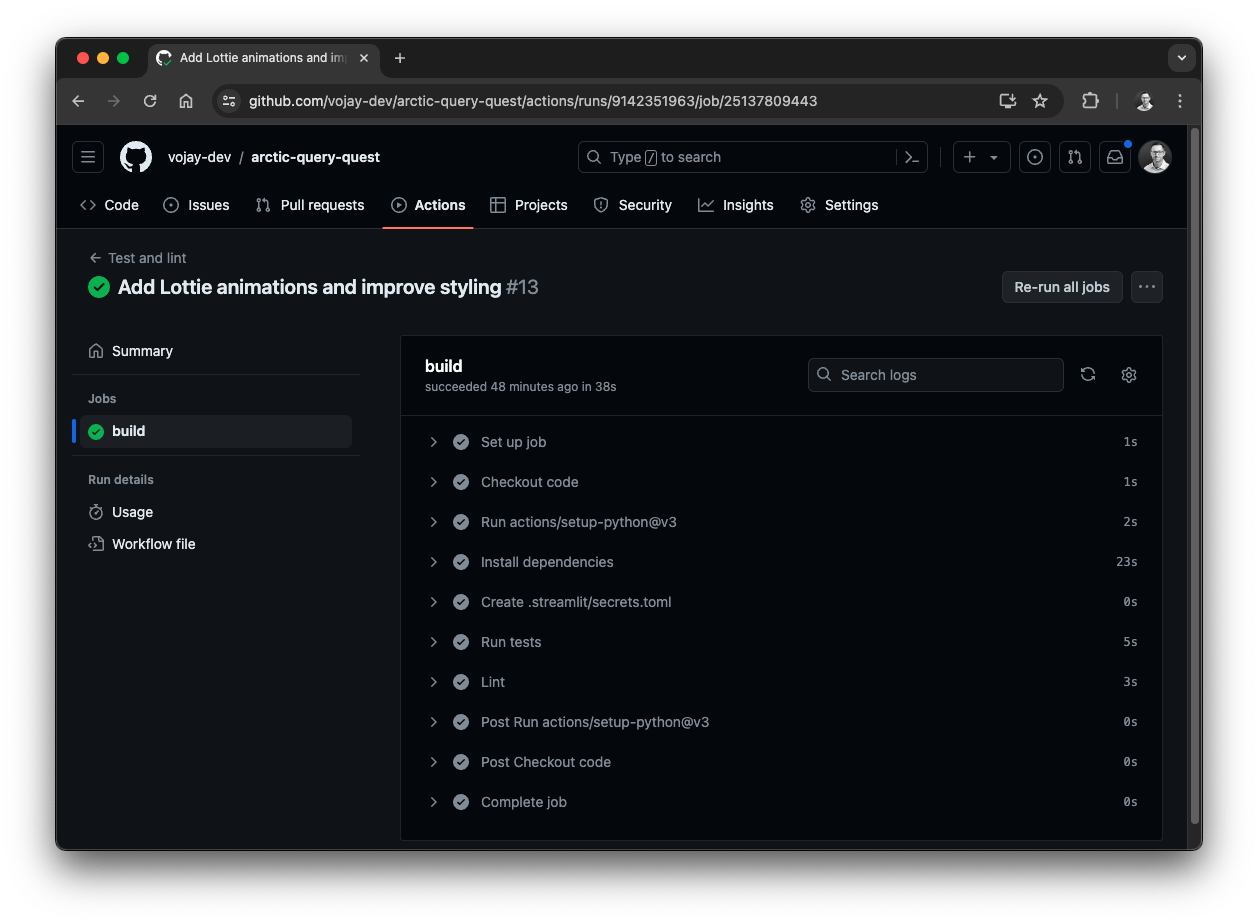 Add Lottie animations and im
github.com/vojay-dev/arctic-query-quest/actions/runs/9142351963/job/25137809443
vojay-dev / arctic-query-quest
Type / to search
Code
Issues
Pull requests
Actions
Projects
Security
Insights
Settings
Test and lint
Add Lottie animations and improve styling #13
Re-run all jobs
Summary
Jobs
build
Run details
Usage
Workflow file
build
succeeded 48 minutes ago in 38s
Search logs
Set up job 1s
Checkout code 1s
Run actions/setup-python@v3 2s
Install dependencies 23s
Create .streamlit/secrets.toml 0s
Run tests 5s
Lint 3s
Post Run actions/setup-python@v3 0s
Post Checkout code 0s
Complete job 0s